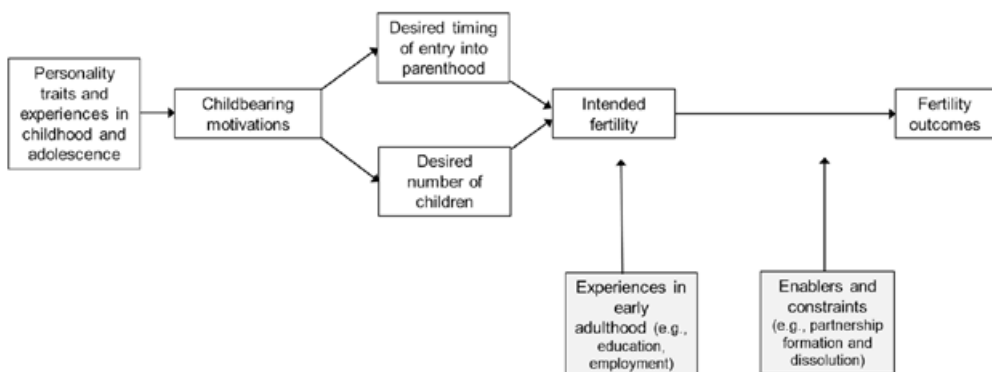 Personality
traits and
experiences in
childhood and
adolescence
Childbearing
motivations
Desired timing
of entry into
parenthood
Desired
number of
children
Intended
fertility
Fertility
outcomes
Experiences in
early
adulthood (e.g.,
education,
employment)
Enablers and
constraints
(e.g., partnership
formation and
dissolution)